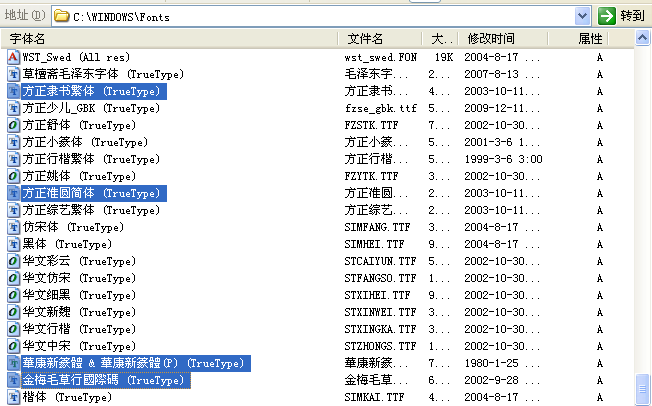 地址(D) C:\WINDOWS\Fonts 转到
字体名 文件名 大.. 修改时间 属性
WST_Swed (All res) wst_swed.FON 19K 2004-8-17 ... A
草檀斋毛泽东字体 (TrueType) 毛泽东字... 2... 2007-8-13 ... A
方正隶书繁体 (TrueType) 方正隶书... 4... 2003-10-11... A
方正少儿_GBK (TrueType) fzse_gbk.ttf 5... 2009-12-11... A
方正舒体 (TrueType) FZSTK.TTF 7... 2002-10-30... A
方正小篆体 (TrueType) 方正小篆... 5... 2001-3-6 1... A
方正行楷繁体 (TrueType) 方正行楷... 5... 1999-3-6 3:00 A
方正姚体 (TrueType) FZYTK.TTF 3... 2002-10-30... A
方正准圆简体 (TrueType) 方正准圆... 2... 2003-10-11... A
方正综艺繁体 (TrueType) 方正综艺... 2... 2003-10-11... A
仿宋体 (TrueType) SIMFANG.TTF 3... 2004-8-17 ... A
黑体 (TrueType) SIMHEI.TTF 9... 2004-8-17 ... A
华文彩云 (TrueType) STCAIYUN.TTF 5... 2002-10-30... A
华文仿宋 (TrueType) STFANGSO.TTF 1... 2002-10-30... A
华文细黑 (TrueType) STXIHEI.TTF 9... 2002-10-30... A
华文新魏 (TrueType) STXINWEI.TTF 3... 2002-10-30... A
华文行楷 (TrueType) STXINGKA.TTF 3... 2002-10-30... A
华文中宋 (TrueType) STZHONGS.TTF 1... 2002-10-30... A
華康新篆體 & 華康新篆體(P) (TrueType) 華康新篆... 7... 1980-1-25 ... A
金梅毛草行國際碼 (TrueType) 金梅毛草... 6... 2002-9-28 ... A
楷体 (TrueType) SIMKAI.TTF 4... 2004-8-17 ... A